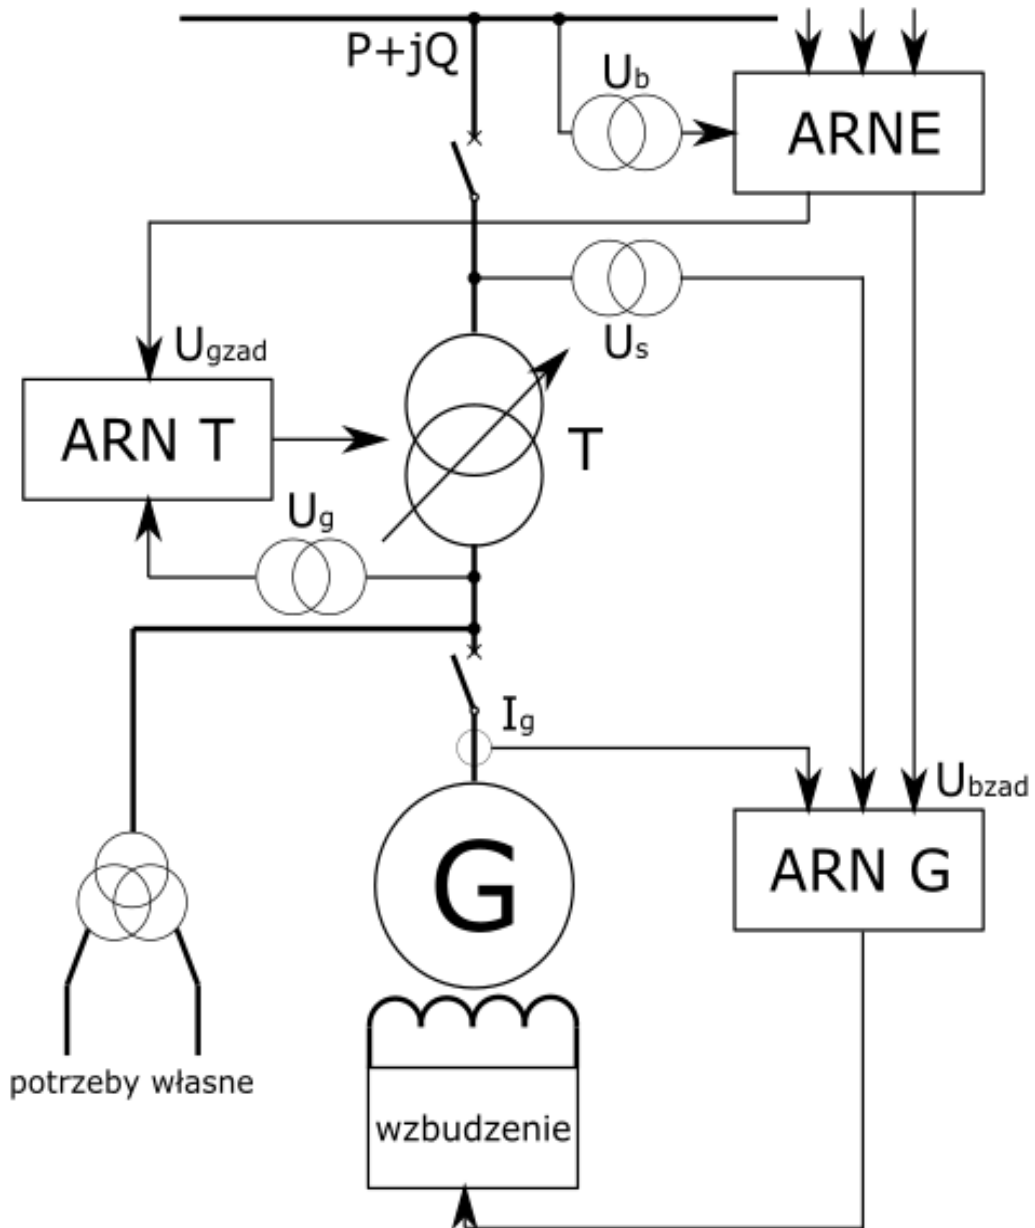 P+jQ
Ub
ARNE
Us
Ugzad
ARN T
T
Ug
Ig
Ubzad
G
ARN G
potrzeby własne
wzbudzenie